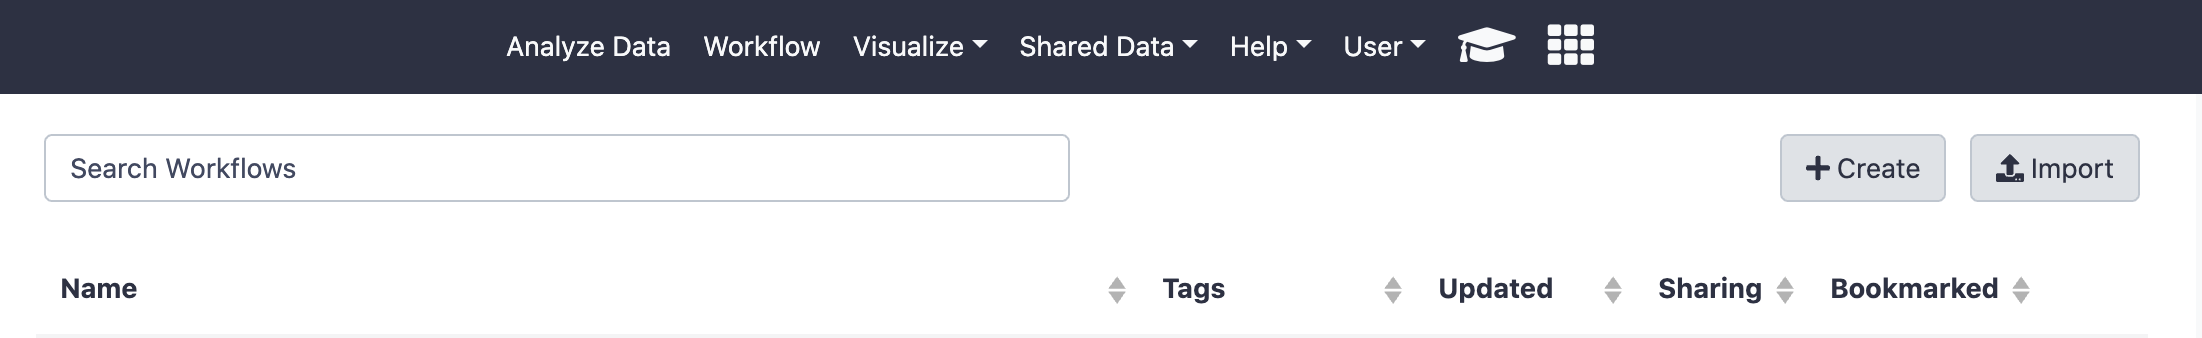 Analyze Data Workflow Visualize Shared Data Help User
Search Workflows Create Import
Name Tags Updated Sharing Bookmarked